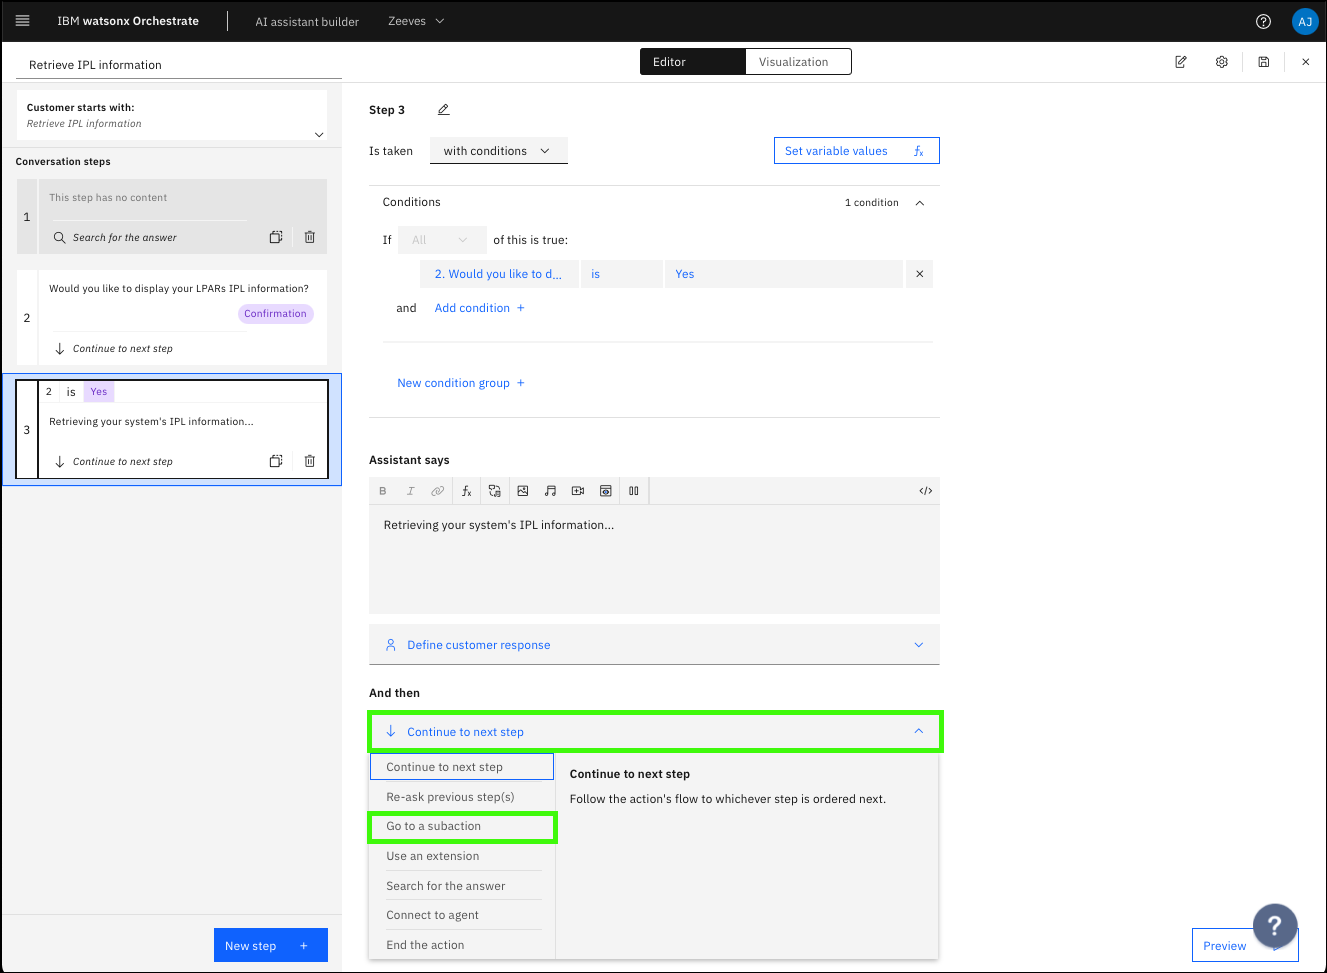 IBM watsonx Orchestrate
AI assistant builder
Zeeves
AJ
Retrieve IPL information
Editor
Visualization
Customer starts with:
Retrieve IPL information
Conversation steps
1
This step has no content
Search for the answer
2
Would you like to display your LPARs IPL information?
Confirmation
Continue to next step
3
2 is Yes
Retrieving your system's IPL information...
Continue to next step
New step +
Step 3
Is taken
with conditions
Set variable values fx
Conditions
1 condition
If All of this is true:
2. Would you like to d... is Yes
and Add condition +
New condition group +
Assistant says
B I fx </>
Retrieving your system's IPL information...
Define customer response
And then
Continue to next step
Continue to next step
Re-ask previous step(s)
Go to a subaction
Use an extension
Search for the answer
Connect to agent
End the action
Continue to next step
Follow the action's flow to whichever step is ordered next.
Preview
?